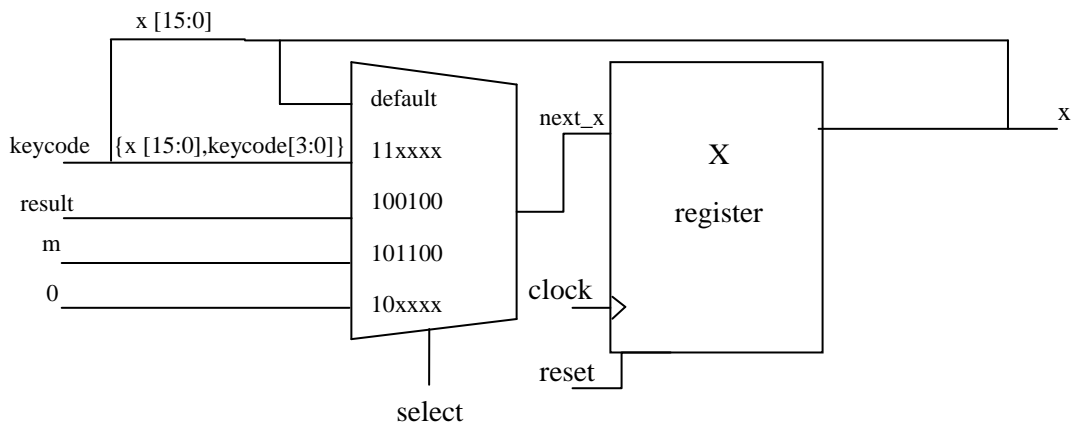 x [15:0]
default
next_x
x
keycode
{x [15:0],keycode[3:0]}
11xxxx
X
result
100100
register
m
101100
0
10xxxx
clock
reset
select